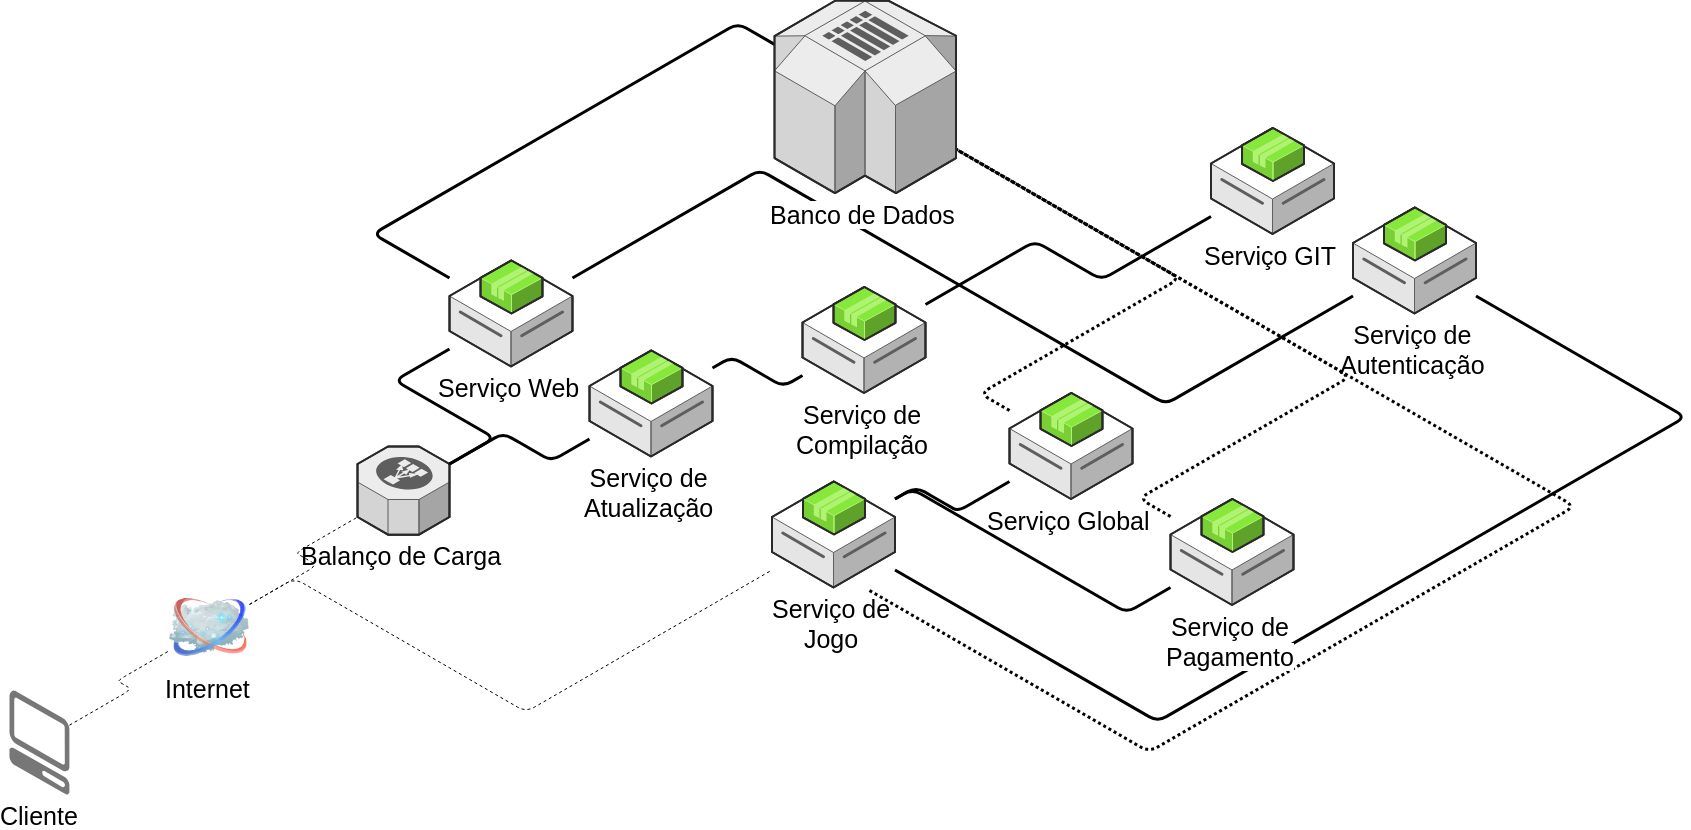 Banco de Dados
Serviço GIT
Serviço de
Autenticação
Serviço Web
Serviço de
Compilação
Serviço de
Atualização
Serviço Global
Balanço de Carga
Serviço de
Jogo
Serviço de
Pagamento
Internet
Cliente